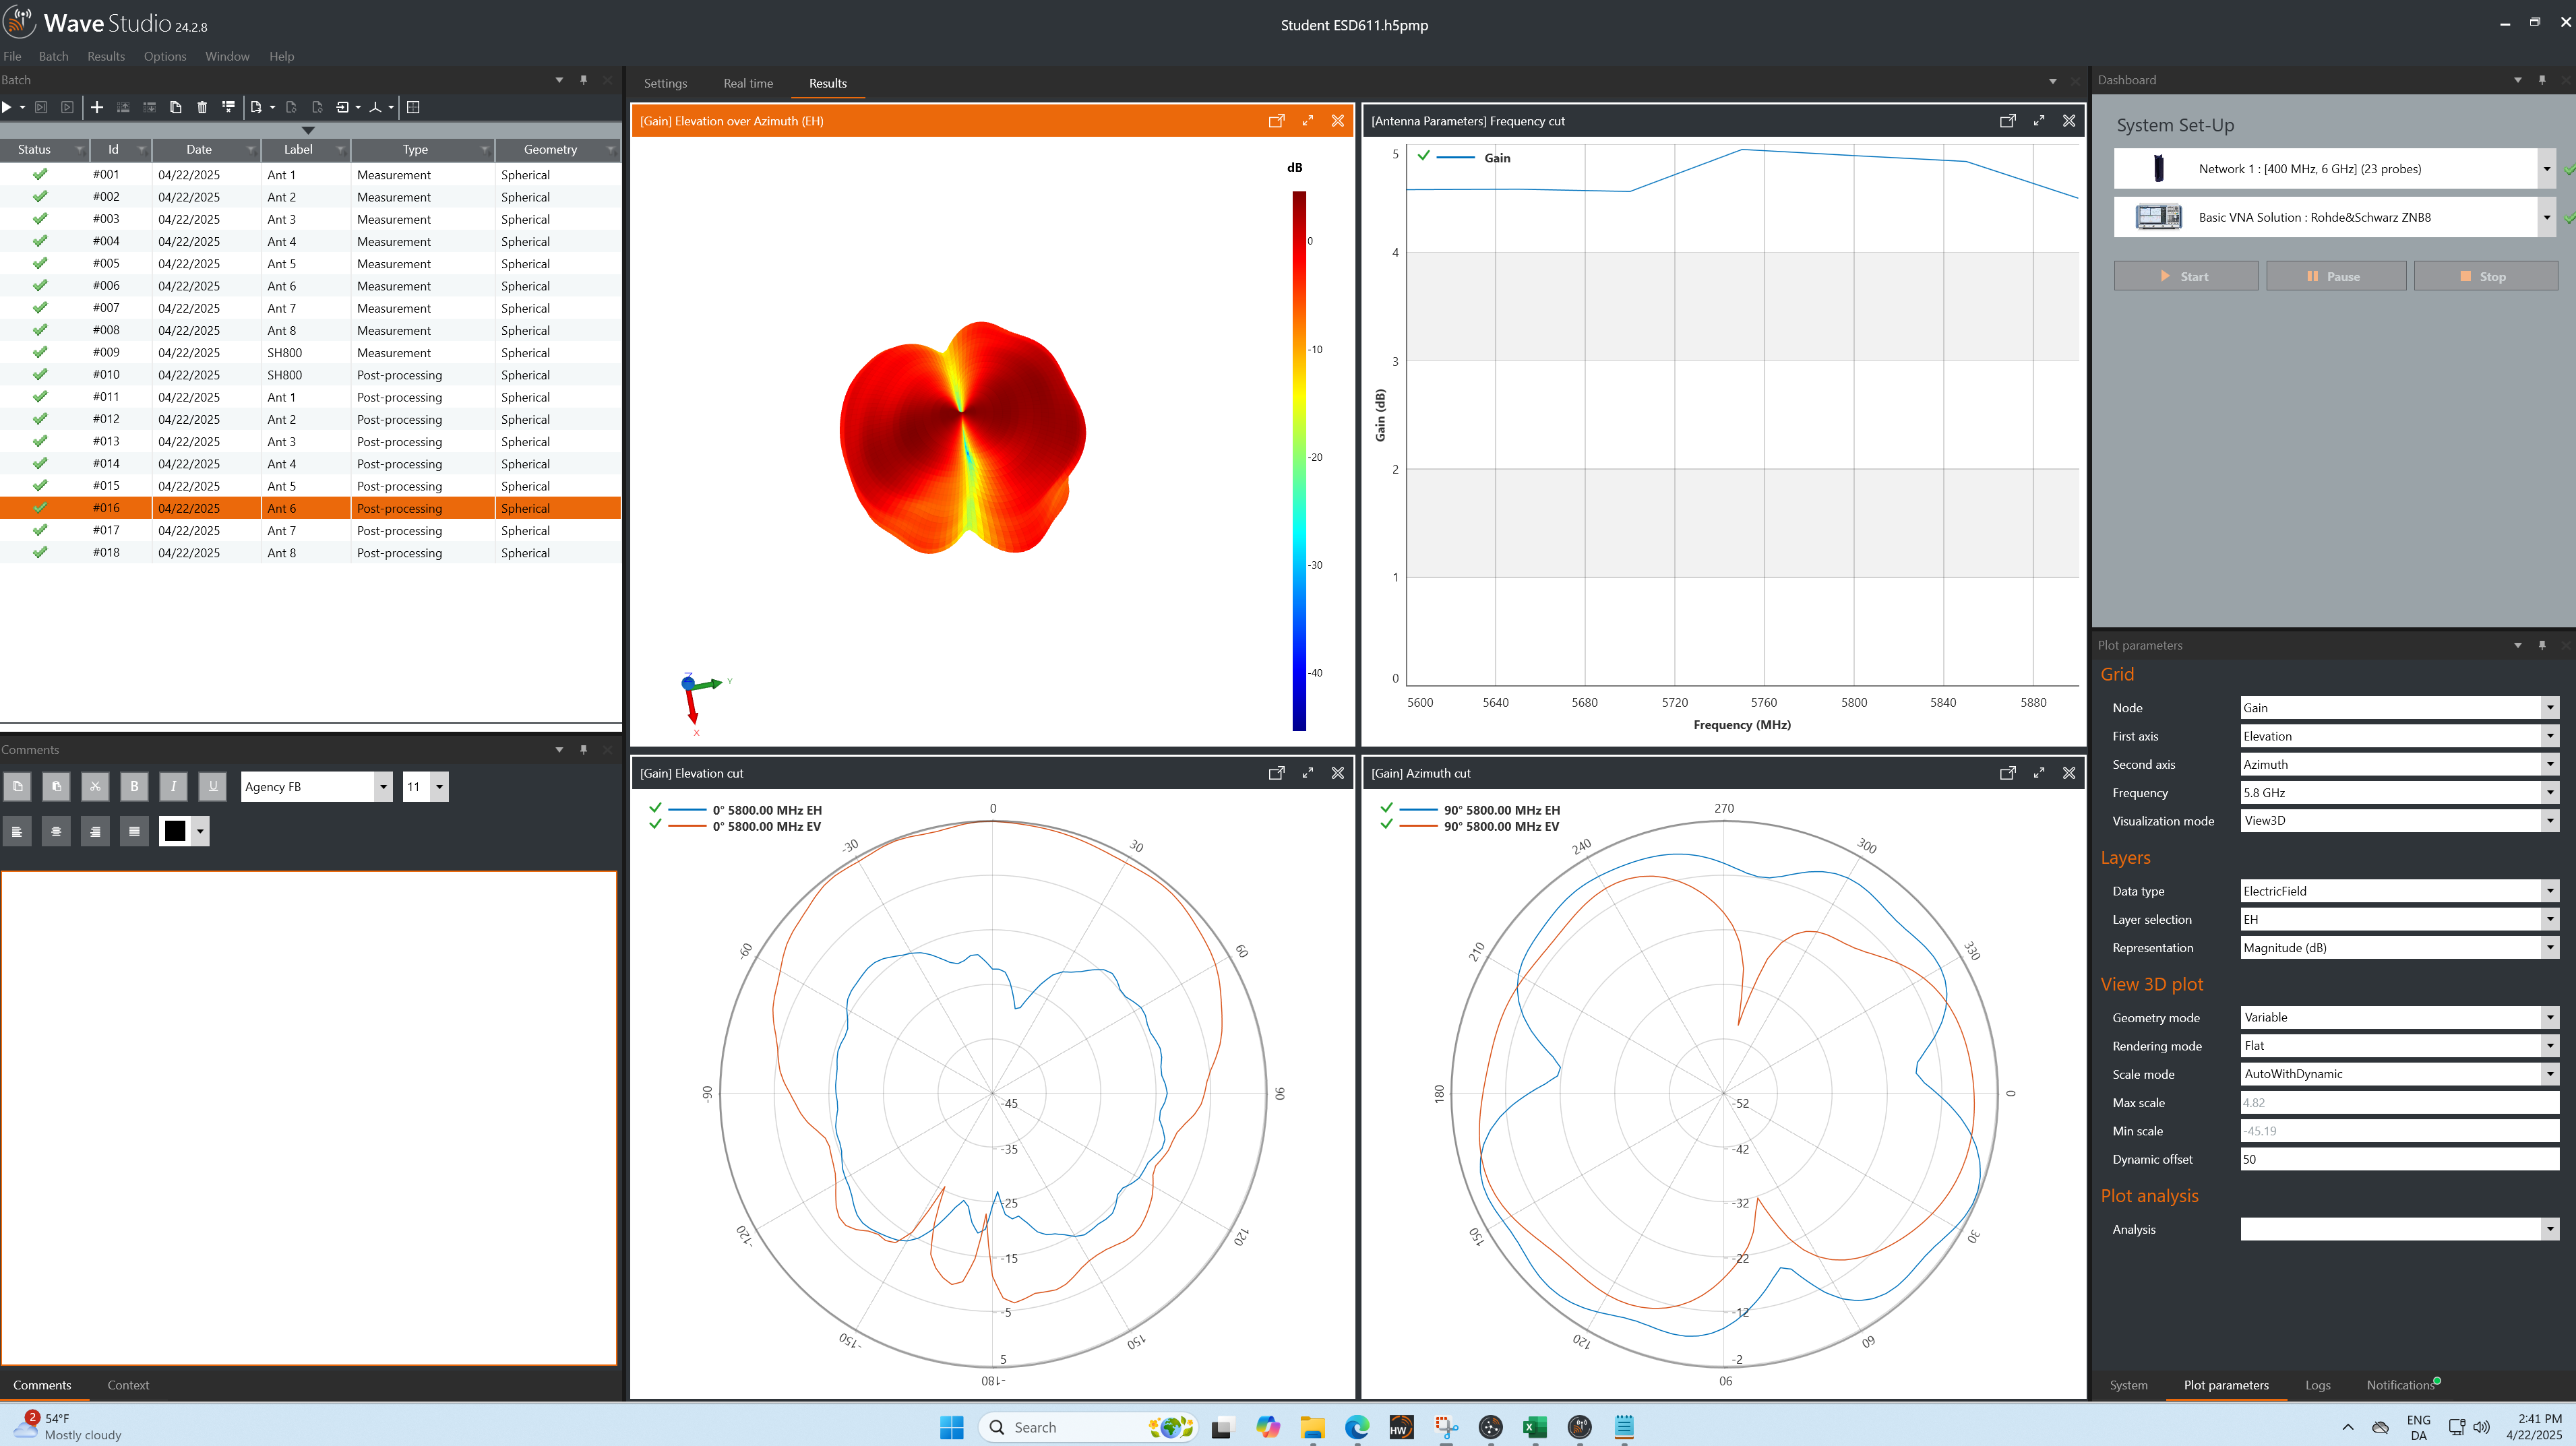 Wave Studio 24.2.8
Student ESD611.h5pmp
File Batch Results Options Window Help
Batch
Status Id Date Label Type Geometry
#001 04/22/2025 Ant 1 Measurement Spherical
#002 04/22/2025 Ant 2 Measurement Spherical
#003 04/22/2025 Ant 3 Measurement Spherical
#004 04/22/2025 Ant 4 Measurement Spherical
#005 04/22/2025 Ant 5 Measurement Spherical
#006 04/22/2025 Ant 6 Measurement Spherical
#007 04/22/2025 Ant 7 Measurement Spherical
#008 04/22/2025 Ant 8 Measurement Spherical
#009 04/22/2025 SH800 Measurement Spherical
#010 04/22/2025 SH800 Post-processing Spherical
#011 04/22/2025 Ant 1 Post-processing Spherical
#012 04/22/2025 Ant 2 Post-processing Spherical
#013 04/22/2025 Ant 3 Post-processing Spherical
#014 04/22/2025 Ant 4 Post-processing Spherical
#015 04/22/2025 Ant 5 Post-processing Spherical
#016 04/22/2025 Ant 6 Post-processing Spherical
#017 04/22/2025 Ant 7 Post-processing Spherical
#018 04/22/2025 Ant 8 Post-processing Spherical
Comments
B I U Agency FB 11
Comments Context
Settings Real time Results
[Gain] Elevation over Azimuth (EH)
dB
0
-10
-20
-30
-40
Z
Y
X
[Antenna Parameters] Frequency cut
Gain
5
4
3
2
1
0
Gain (dB)
5600 5640 5680 5720 5760 5800 5840 5880
Frequency (MHz)
[Gain] Elevation cut
0° 5800.00 MHz EH
0° 5800.00 MHz EV
0
-30 30
-60 60
-90 90
-120 120
-150 150
-180
-45
-35
-25
-15
-5
5
[Gain] Azimuth cut
90° 5800.00 MHz EH
90° 5800.00 MHz EV
270
240 300
210 330
180 0
150 30
120 60
90
-52
-42
-32
-22
-12
-2
Dashboard
System Set-Up
Network 1 : [400 MHz, 6 GHz] (23 probes)
Basic VNA Solution : Rohde&Schwarz ZNB8
Start Pause Stop
Plot parameters
Grid
Node Gain
First axis Elevation
Second axis Azimuth
Frequency 5.8 GHz
Visualization mode View3D
Layers
Data type ElectricField
Layer selection EH
Representation Magnitude (dB)
View 3D plot
Geometry mode Variable
Rendering mode Flat
Scale mode AutoWithDynamic
Max scale 4.82
Min scale -45.19
Dynamic offset 50
Plot analysis
Analysis
System Plot parameters Logs Notifications
2
54°F
Mostly cloudy
Search
HW
ENG
DA
2:41 PM
4/22/2025